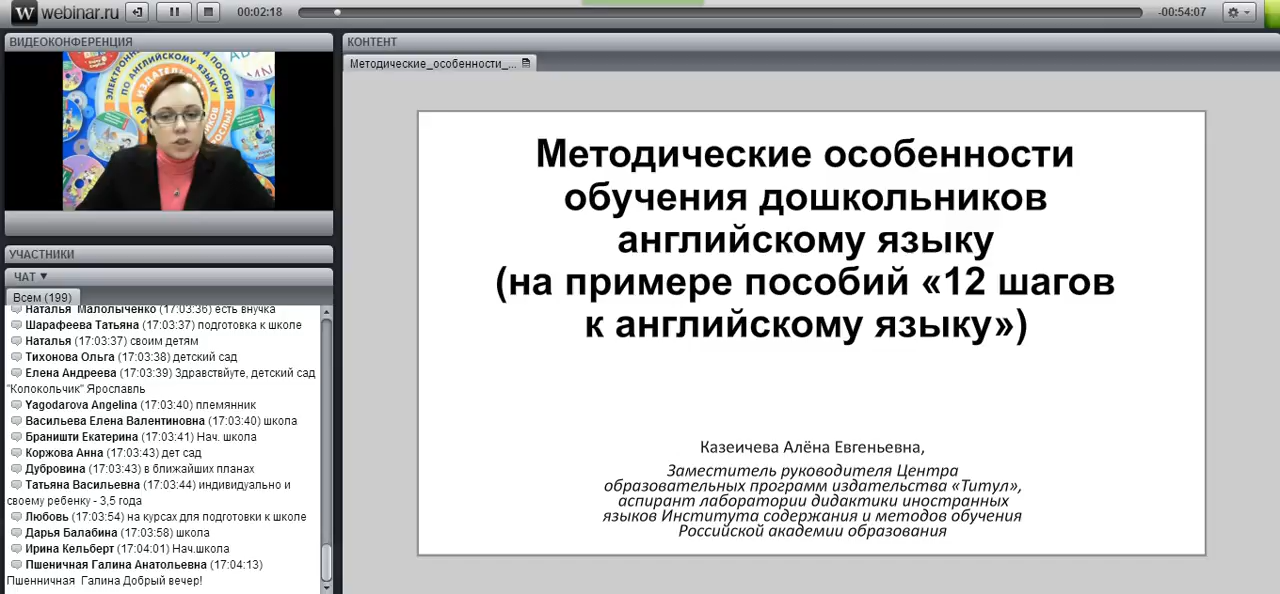 webinar.ru
00:02:18
-00:54:07
ВИДЕОКОНФЕРЕНЦИЯ
ЭЛЕКТРОН
ПОСОБИЯ
ПО АНГЛИЙСКОМУ ЯЗЫКУ
УЧАСТНИКИ
ЧАТ
Всем (199)
Наталья Малолыченко (17:03:36) есть внучка
Шарафеева Татьяна (17:03:37) подготовка к школе
Наталья (17:03:37) своим детям
Тихонова Ольга (17:03:38) детский сад
Елена Андреева (17:03:39) Здравствйуте, детский сад
"Колокольчик" Ярославль
Yagodarova Angelina (17:03:40) племянник
Васильева Елена Валентиновна (17:03:40) школа
Браништи Екатерина (17:03:41) Нач. школа
Коржова Анна (17:03:43) дет сад
Дубровина (17:03:43) в ближайших планах
Татьяна Васильевна (17:03:44) индивидуально и
своему ребенку - 3,5 года
Любовь (17:03:54) на курсах для подготовки к школе
Дарья Балабина (17:03:58) школа
Ирина Кельберт (17:04:01) Нач.школа
Пшеничная Галина Анатольевна (17:04:13)
Пшенничная Галина Добрый вечер!
КОНТЕНТ
Методические_особенности_...
Методические особенности
обучения дошкольников
английскому языку
(на примере пособий «12 шагов
к английскому языку»)
Казеичева Алёна Евгеньевна,
Заместитель руководителя Центра
образовательных программ издательства «Титул»,
аспирант лаборатории дидактики иностранных
языков Института содержания и методов обучения
Российской академии образования